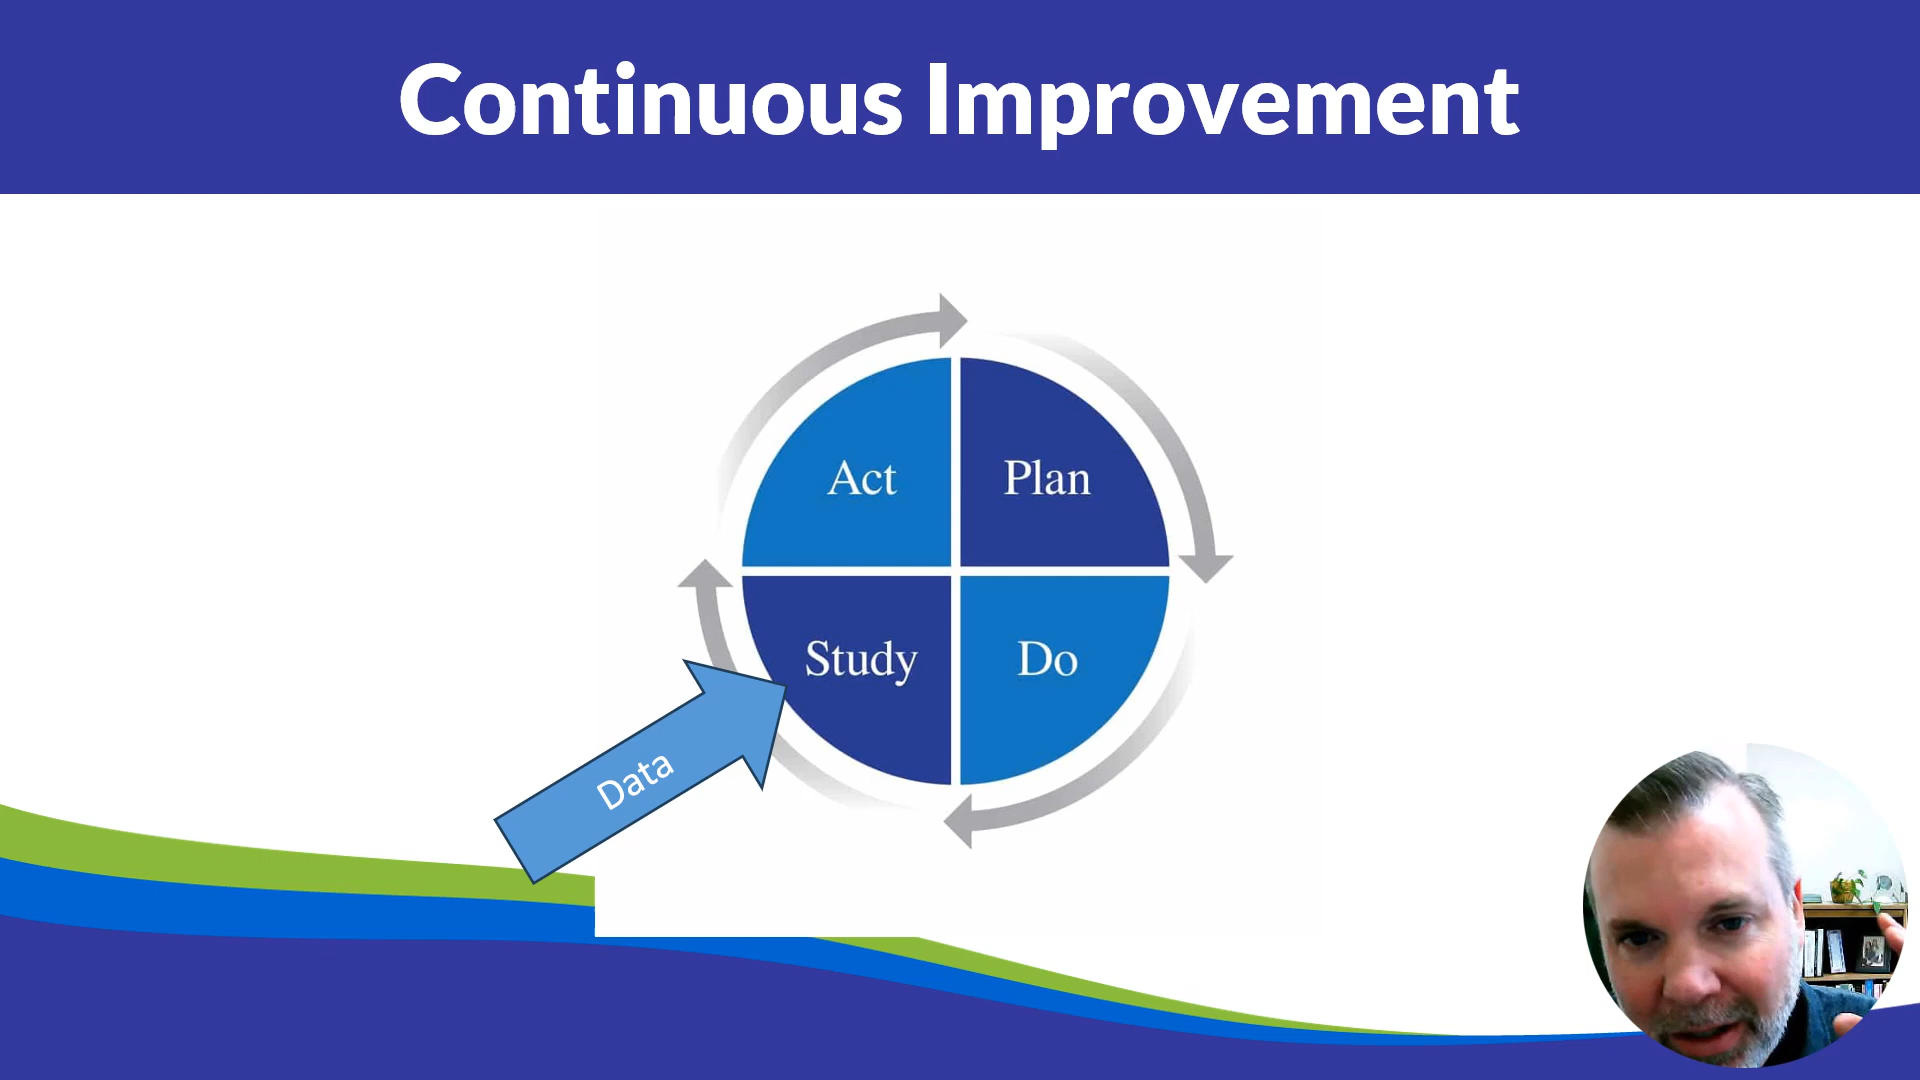 Continuous Improvement
Act
Plan
Study
Do
Data